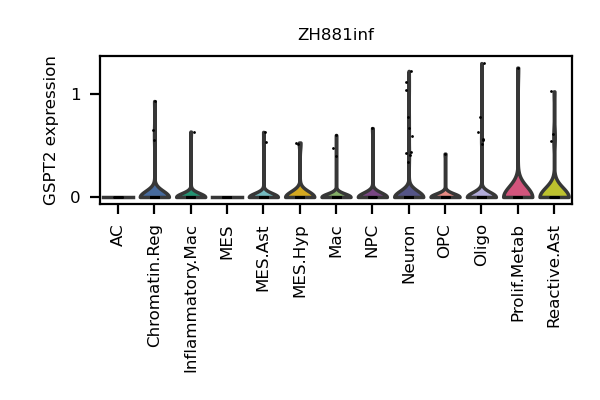 ZH881inf
GSPT2 expression
1
0
AC
Chromatin.Reg
Inflammatory.Mac
MES
MES.Ast
MES.Hyp
Mac
NPC
Neuron
OPC
Oligo
Prolif.Metab
Reactive.Ast